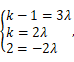 k − 1 = 3λ
k = 2λ
2 = −2λ
,